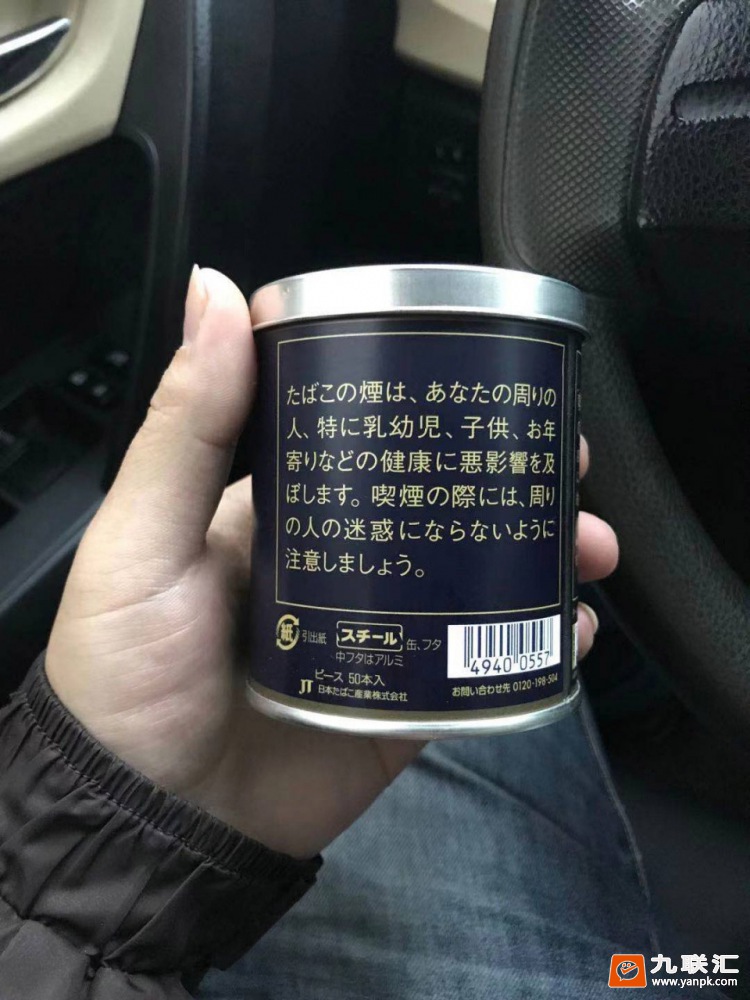 たばこの煙は、あなたの周りの
人、特に乳幼児、子供、お年
寄りなどの健康に悪影響を及
ぼします。喫煙の際には、周り
の人の迷惑にならないように
注意しましょう。
紙 引出紙 スチール 缶、フタ
中フタはアルミ
4940 0557
ピース 50本入
JT 日本たばこ産業株式会社
お問い合わせ先 0120-198-504
九联汇
www.yanpk.com